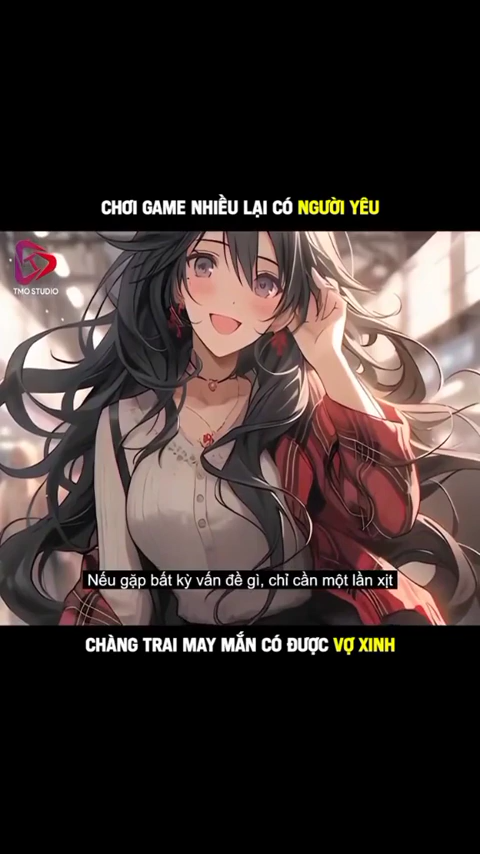 CHƠI GAME NHIỀU LẠI CÓ NGƯỜI YÊU
TMO STUDIO
Nếu gặp bất kỳ vấn đề gì, chỉ cần một lần xịt
CHÀNG TRAI MAY MẮN CÓ ĐƯỢC VỢ XINH